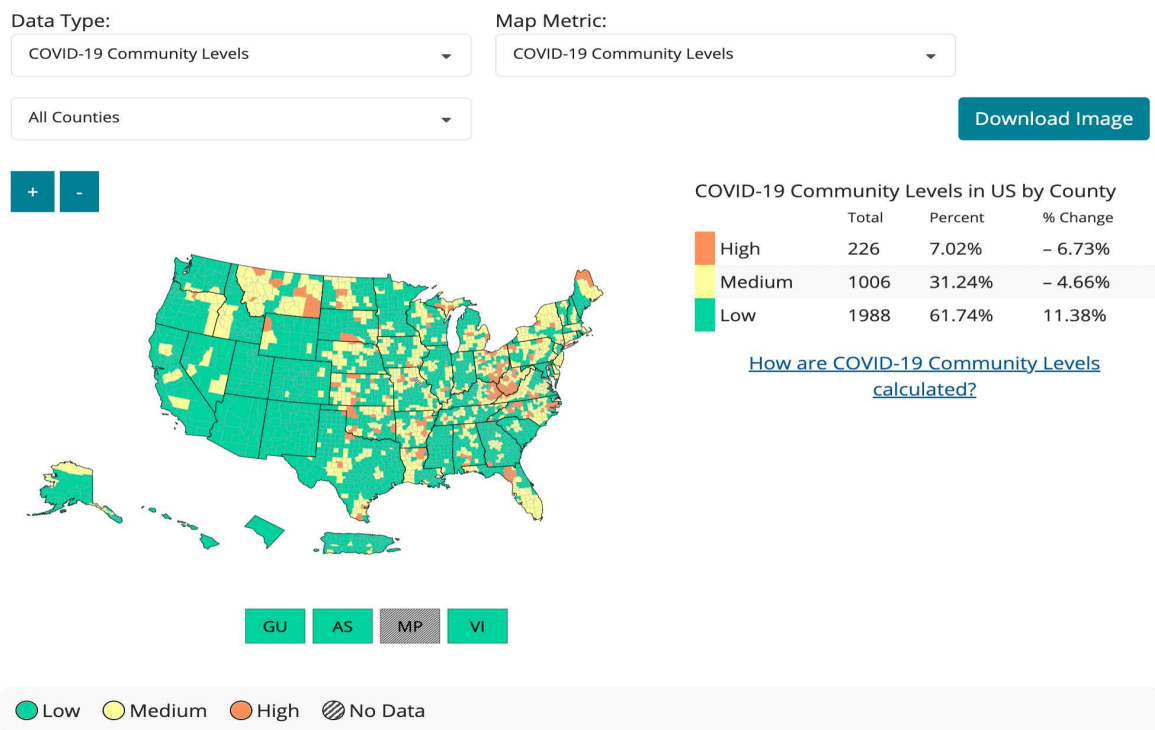 Data Type:
Map Metric:
COVID-19 Community Levels
COVID-19 Community Levels
All Counties
Download Image
+ -
COVID-19 Community Levels in US by County
Total Percent % Change
High 226 7.02% – 6.73%
Medium 1006 31.24% – 4.66%
Low 1988 61.74% 11.38%
How are COVID-19 Community Levels
calculated?
GU AS MP VI
Low Medium High No Data